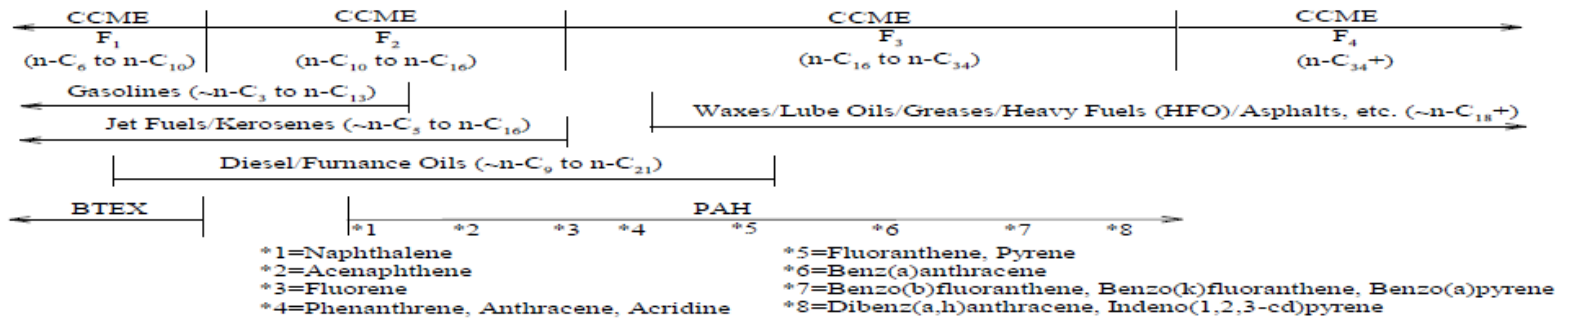 CCME CCME CCME CCME
F₁ F₂ F₃ F₄
(n-C₆ to n-C₁₀) (n-C₁₀ to n-C₁₆) (n-C₁₆ to n-C₃₄) (n-C₃₄+)
Gasolines (~n-C₃ to n-C₁₃)
Waxes/Lube Oils/Greases/Heavy Fuels (HFO)/Asphalts, etc. (~n-C₁₈+)
Jet Fuels/Kerosenes (~n-C₅ to n-C₁₆)
Diesel/Furnance Oils (~n-C₉ to n-C₂₁)
BTEX PAH
*1 *2 *3 *4 *5 *6 *7 *8
*1=Naphthalene *5=Fluoranthene, Pyrene
*2=Acenaphthene *6=Benz(a)anthracene
*3=Fluorene *7=Benzo(b)fluoranthene, Benzo(k)fluoranthene, Benzo(a)pyrene
*4=Phenanthrene, Anthracene, Acridine *8=Dibenz(a,h)anthracene, Indeno(1,2,3-cd)pyrene